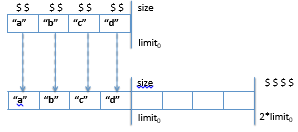 $ $ $ $ $ $ $ $ size
“a” “b” “c” “d”
limit₀
size $ $ $ $
“a” “b” “c” “d”
limit₀ 2*limit₀